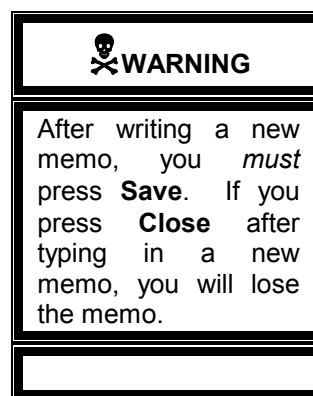 WARNING
After writing a new
memo, you must
press Save. If you
press Close after
typing in a new
memo, you will lose
the memo.